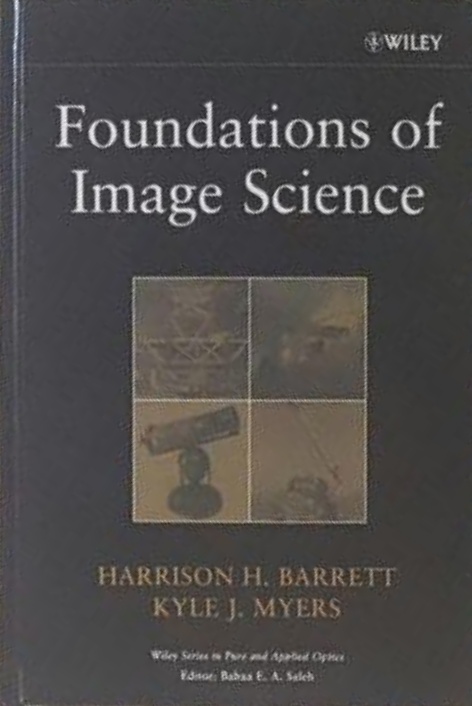 WILEY
Foundations of
Image Science
HARRISON H. BARRETT
KYLE J. MYERS
Wiley Series in Pure and Applied Optics
Editor: Bahaa E. A. Saleh